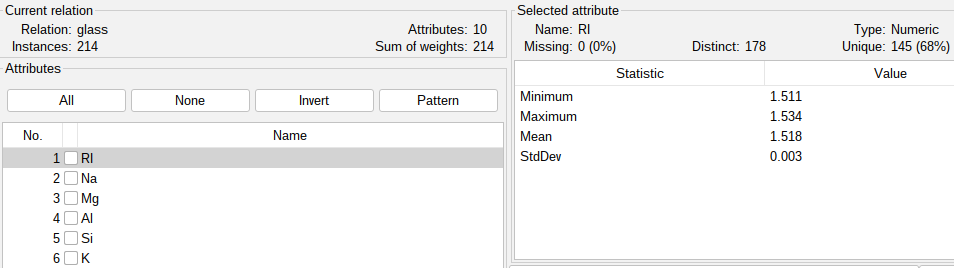 Current relation
Relation: glass
Attributes: 10
Instances: 214
Sum of weights: 214
Attributes
All
None
Invert
Pattern
No.
Name
1 RI
2 Na
3 Mg
4 Al
5 Si
6 K
Selected attribute
Name: RI
Type: Numeric
Missing: 0 (0%)
Distinct: 178
Unique: 145 (68%)
Statistic
Value
Minimum 1.511
Maximum 1.534
Mean 1.518
StdDev 0.003